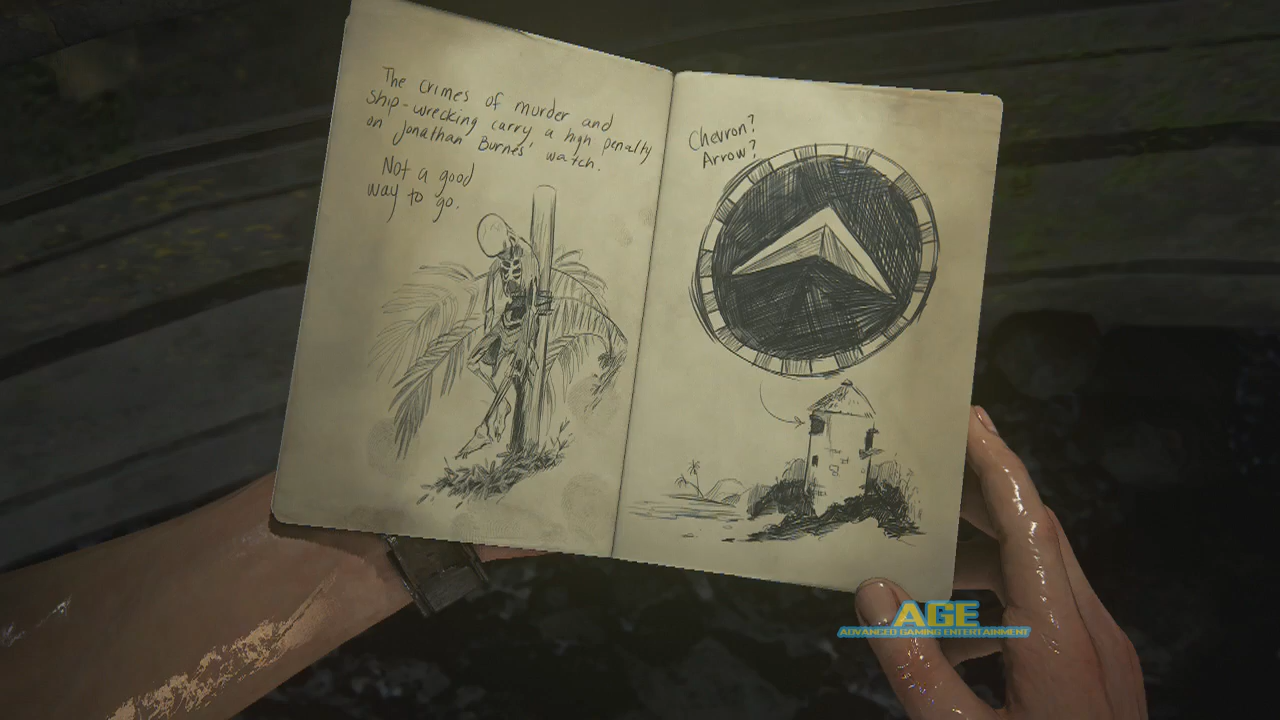 The crimes of murder and
ship-wrecking carry a high penalty
on Jonathan Burnes' watch.
Not a good
way to go.
Chevron?
Arrow?
AGE
ADVANCED GAMING ENTERTAINMENT